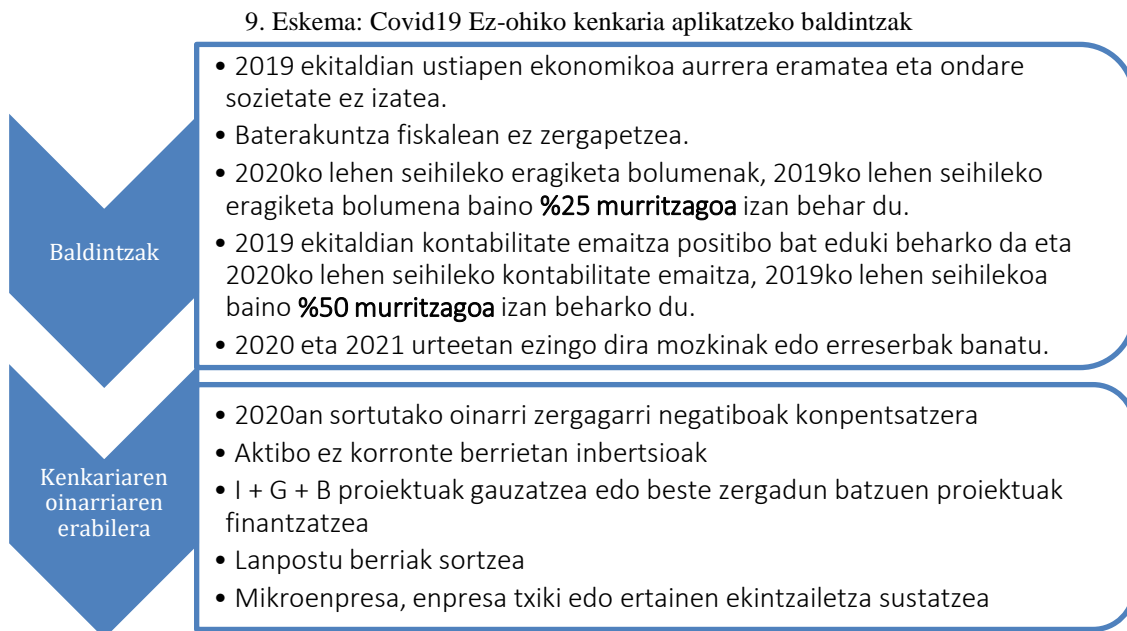 9. Eskema: Covid19 Ez-ohiko kenkaria aplikatzeko baldintzak
Baldintzak
• 2019 ekitaldian ustiapen ekonomikoa aurrera eramatea eta ondare
sozietate ez izatea.
• Baterakuntza fiskalean ez zergapetzea.
• 2020ko lehen seihileko eragiketa bolumenak, 2019ko lehen seihileko
eragiketa bolumena baino %25 murritzagoa izan behar du.
• 2019 ekitaldian kontabilitate emaitza positibo bat eduki beharko da eta
2020ko lehen seihileko kontabilitate emaitza, 2019ko lehen seihilekoa
baino %50 murritzagoa izan beharko du.
• 2020 eta 2021 urteetan ezingo dira mozkinak edo erreserbak banatu.
Kenkariaren
oinarriaren
erabilera
• 2020an sortutako oinarri zergagarri negatiboak konpentsatzera
• Aktibo ez korronte berrietan inbertsioak
• I + G + B proiektuak gauzatzea edo beste zergadun batzuen proiektuak
finantzatzea
• Lanpostu berriak sortzea
• Mikroenpresa, enpresa txiki edo ertainen ekintzailetza sustatzea